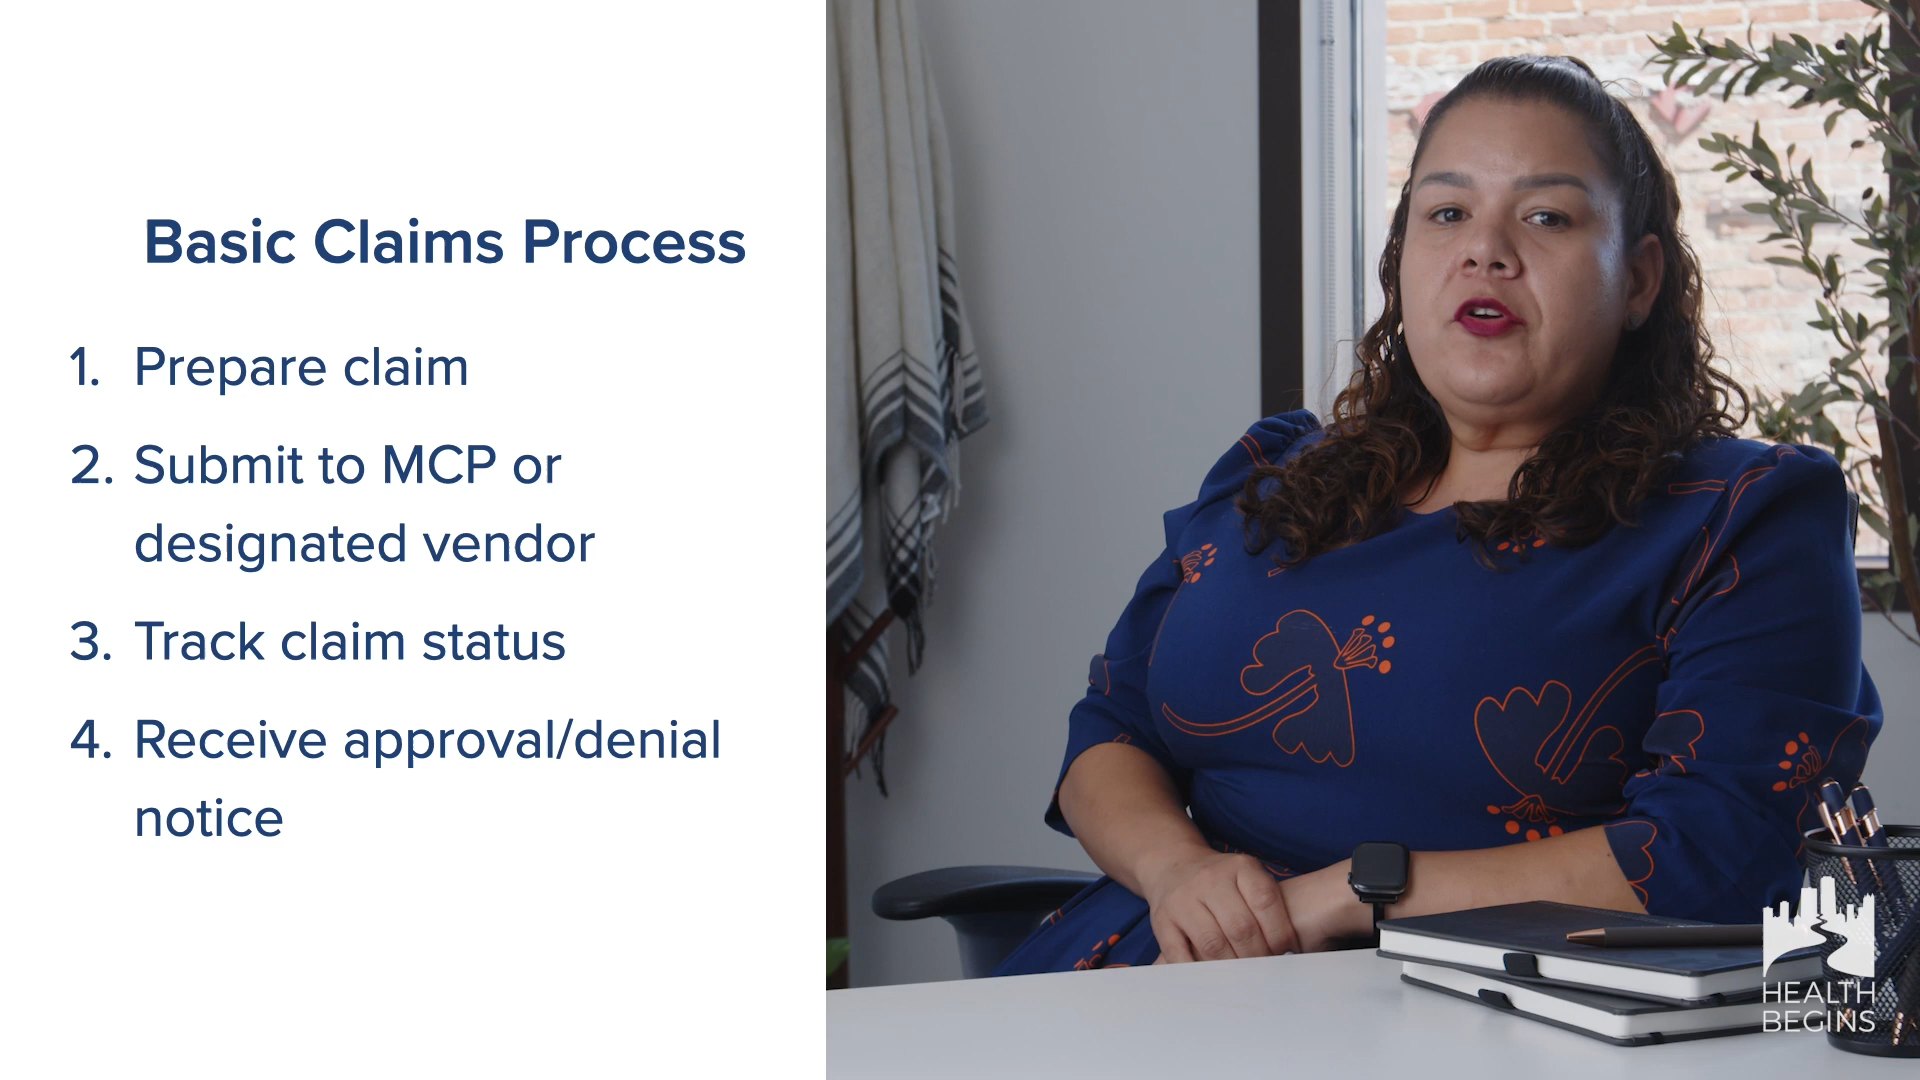 Basic Claims Process
1. Prepare claim
2. Submit to MCP or
designated vendor
3. Track claim status
4. Receive approval/denial
notice
HEALTH
BEGINS